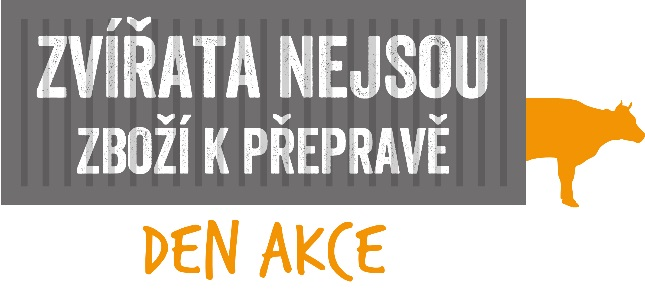 ZVÍŘATA NEJSOU
ZBOŽÍ K PŘEPRAVĚ
DEN AKCE